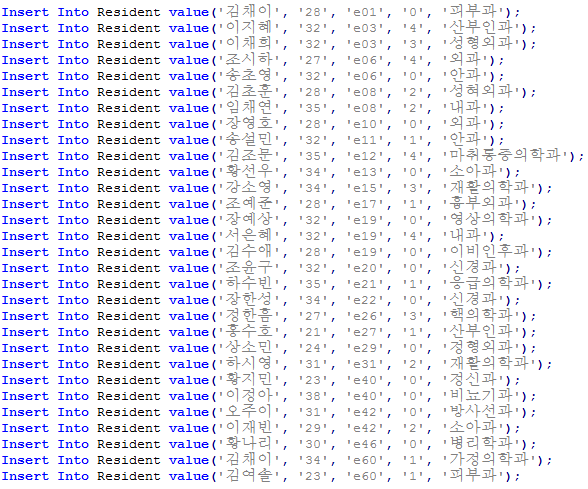 Insert Into Resident value('김채이', '28', 'e01', '0', '피부과');
Insert Into Resident value('이지혜', '32', 'e03', '4', '산부인과');
Insert Into Resident value('이채희', '32', 'e03', '3', '성형외과');
Insert Into Resident value('조시하', '27', 'e06', '4', '외과');
Insert Into Resident value('송초영', '32', 'e06', '0', '안과');
Insert Into Resident value('김초훈', '28', 'e08', '2', '성혀외과');
Insert Into Resident value('임채연', '35', 'e08', '2', '내과');
Insert Into Resident value('장영호', '28', 'e10', '0', '외과');
Insert Into Resident value('송설민', '32', 'e11', '1', '안과');
Insert Into Resident value('김조문', '35', 'e12', '4', '마취통증의학과');
Insert Into Resident value('황선우', '34', 'e13', '0', '소아과');
Insert Into Resident value('강소영', '34', 'e15', '3', '재활의학과');
Insert Into Resident value('조예준', '28', 'e17', '1', '흉부외과');
Insert Into Resident value('장예상', '32', 'e19', '0', '영상의학과');
Insert Into Resident value('서은혜', '32', 'e19', '4', '내과');
Insert Into Resident value('김수애', '28', 'e19', '0', '이비인후과');
Insert Into Resident value('조윤구', '32', 'e20', '0', '신경과');
Insert Into Resident value('하수빈', '35', 'e21', '1', '응급의학과');
Insert Into Resident value('장한성', '34', 'e22', '0', '신경과');
Insert Into Resident value('정한흠', '27', 'e26', '3', '핵의학과');
Insert Into Resident value('홍수호', '21', 'e27', '1', '산부인과');
Insert Into Resident value('상소민', '24', 'e29', '0', '정형외과');
Insert Into Resident value('하시영', '31', 'e31', '2', '재활의학과');
Insert Into Resident value('황지민', '23', 'e40', '0', '정신과');
Insert Into Resident value('이정아', '38', 'e40', '0', '비뇨기과');
Insert Into Resident value('오주이', '31', 'e42', '0', '방사선과');
Insert Into Resident value('이재빈', '29', 'e42', '2', '소아과');
Insert Into Resident value('황나리', '30', 'e46', '0', '병리학과');
Insert Into Resident value('김채이', '34', 'e60', '1', '가정의학과');
Insert Into Resident value('김여솔', '23', 'e60', '1', '피부과');